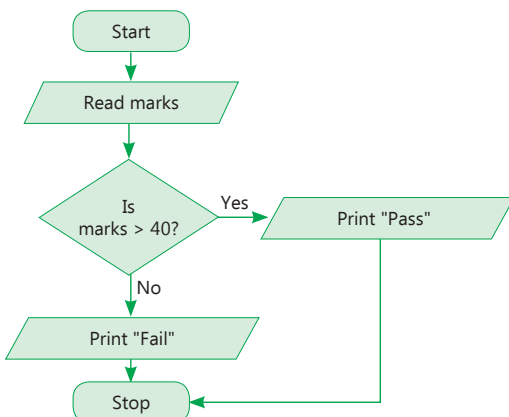 Start
Read marks
Is
marks > 40?
Yes
Print "Pass"
No
Print "Fail"
Stop